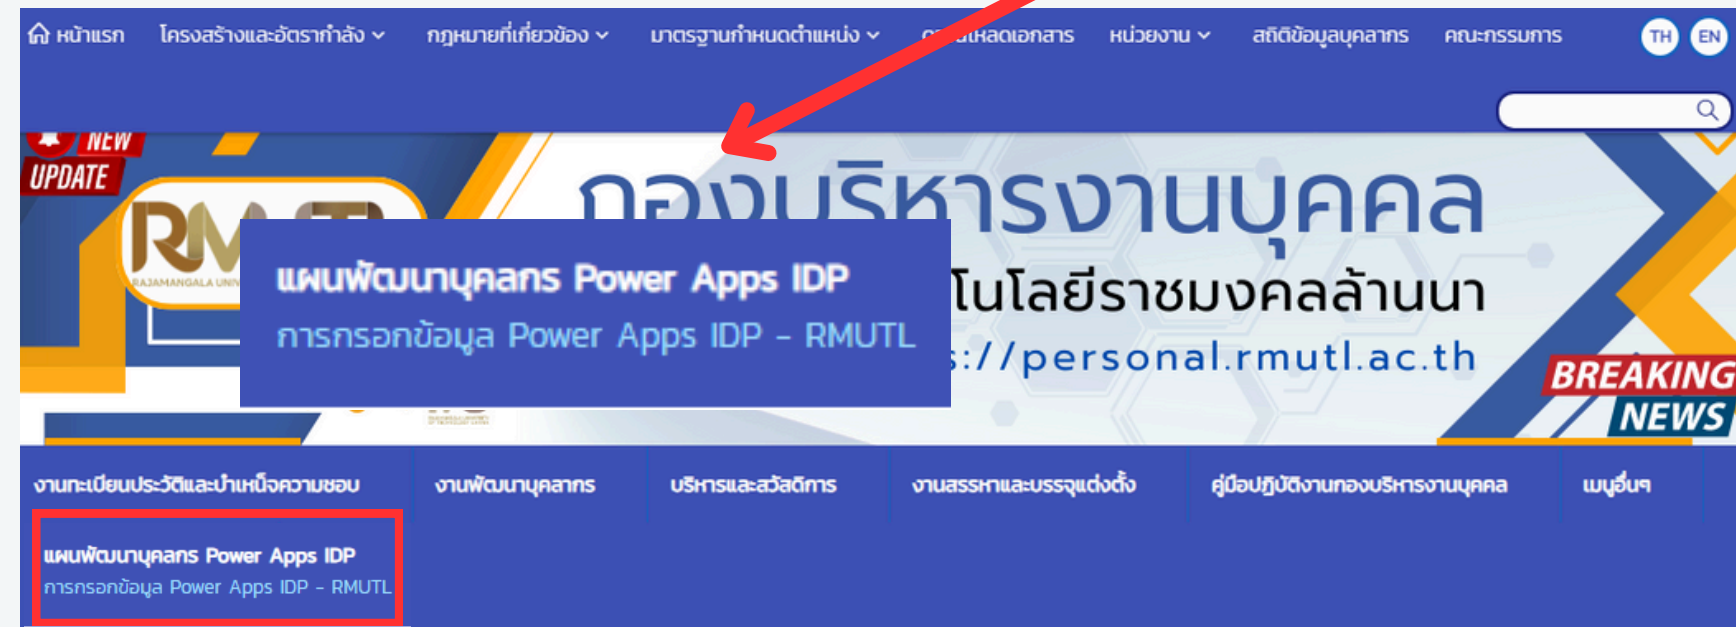 หน้าแรก โครงสร้างและอัตรากำลัง กฎหมายที่เกี่ยวข้อง มาตรฐานกำหนดตำแหน่ง หลดเอกสาร หน่วยงาน สถิติข้อมูลบุคลากร คณะกรรมการ TH EN
NEW
UPDATE
กองบริหารงานบุคคล
แผนพัฒนาบุคลกร Power Apps IDP
โนโลยีราชมงคลล้านนา
การกรอกข้อมูล Power Apps IDP - RMUTL
://personal.rmutl.ac.th
BREAKING
NEWS
งานทะเบียนประวัติและบำเหน็จความชอบ งานพัฒนาบุคลากร บริหารและสวัสดิการ งานสรรหาและบรรจุแต่งตั้ง คู่มือปฏิบัติงานกองบริหารงานบุคคล เมนูอื่นๆ
แผนพัฒนาบุคลกร Power Apps IDP
การกรอกข้อมูล Power Apps IDP - RMUTL